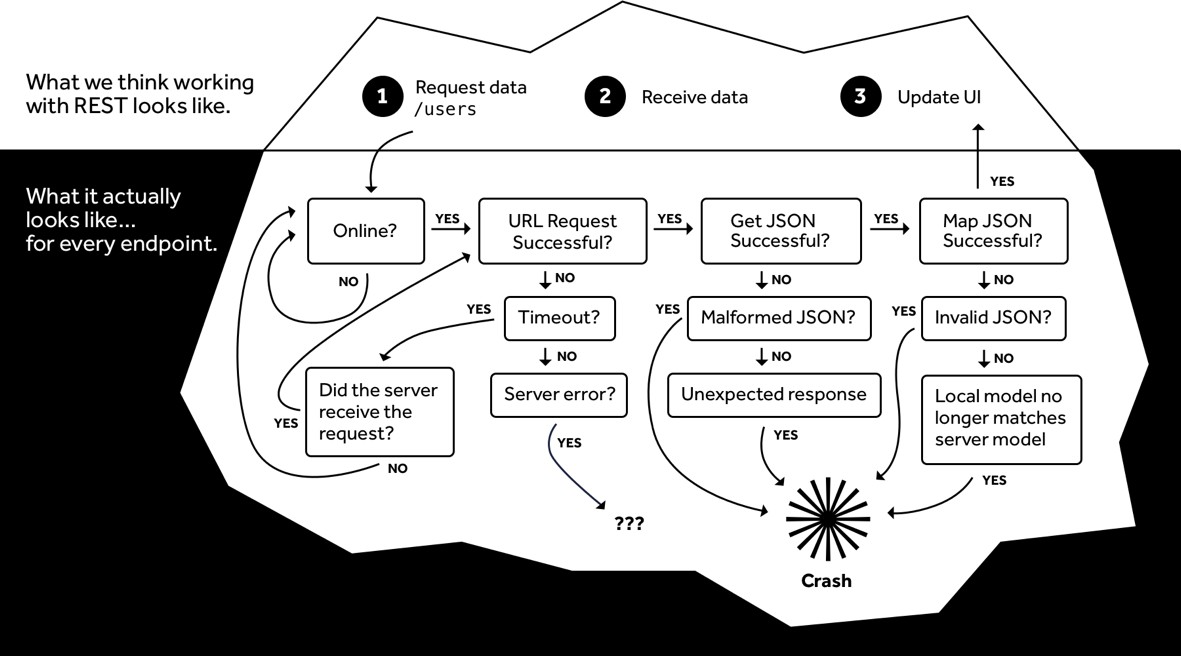 What we think working
with REST looks like.
1 Request data
/users
2 Receive data
3 Update UI
What it actually
looks like...
for every endpoint.
YES
Online?
YES
URL Request
Successful?
YES
Get JSON
Successful?
YES
Map JSON
Successful?
NO
NO
NO
NO
YES
Timeout?
YES
Malformed JSON?
YES
Invalid JSON?
NO
NO
NO
Did the server
receive the
request?
Server error?
Unexpected response
Local model no
longer matches
server model
YES
NO
YES
YES
YES
???
Crash